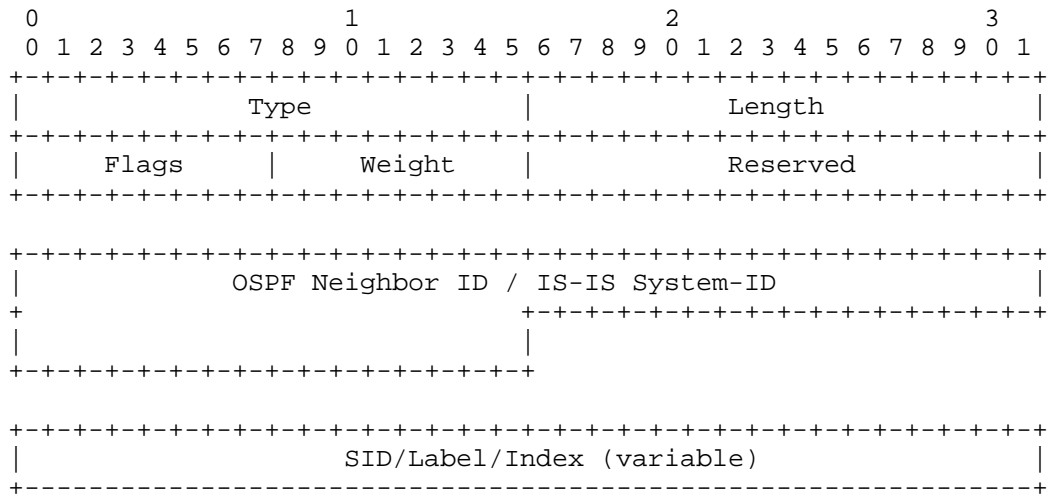 0                   1                   2                   3
 0 1 2 3 4 5 6 7 8 9 0 1 2 3 4 5 6 7 8 9 0 1 2 3 4 5 6 7 8 9 0 1
+-+-+-+-+-+-+-+-+-+-+-+-+-+-+-+-+-+-+-+-+-+-+-+-+-+-+-+-+-+-+-+-+
|              Type             |            Length             |
+-+-+-+-+-+-+-+-+-+-+-+-+-+-+-+-+-+-+-+-+-+-+-+-+-+-+-+-+-+-+-+-+
|     Flags     |     Weight    |            Reserved           |
+-+-+-+-+-+-+-+-+-+-+-+-+-+-+-+-+-+-+-+-+-+-+-+-+-+-+-+-+-+-+-+-+

+-+-+-+-+-+-+-+-+-+-+-+-+-+-+-+-+-+-+-+-+-+-+-+-+-+-+-+-+-+-+-+-+
|             OSPF Neighbor ID / IS-IS System-ID                |
+                               +-+-+-+-+-+-+-+-+-+-+-+-+-+-+-+-+
|                               |
+-+-+-+-+-+-+-+-+-+-+-+-+-+-+-+-+

+-+-+-+-+-+-+-+-+-+-+-+-+-+-+-+-+-+-+-+-+-+-+-+-+-+-+-+-+-+-+-+-+
|                    SID/Label/Index (variable)                 |
+---------------------------------------------------------------+